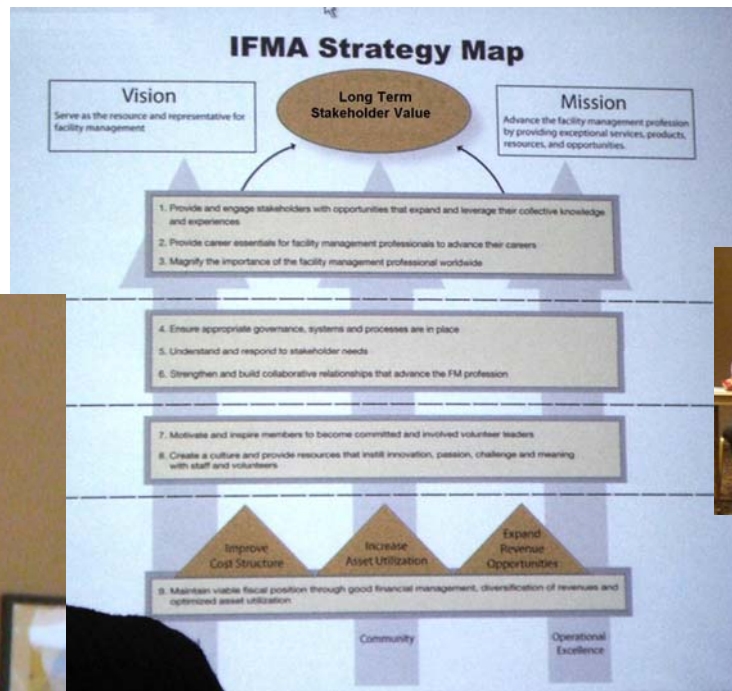 IFMA Strategy Map
Vision
Serve as the resource and representative for
facility management
Long Term
Stakeholder Value
Mission
Advance the facility management profession
by providing exceptional services, products,
resources, and opportunities.
1. Provide and engage stakeholders with opportunities that expand and leverage their collective knowledge
and experiences
2. Provide career essentials for facility management professionals to advance their careers
3. Magnify the importance of the facility management professional worldwide
4. Ensure appropriate governance, systems and processes are in place
5. Understand and respond to stakeholder needs
6. Strengthen and build collaborative relationships that advance the FM profession
7. Motivate and inspire members to become committed and involved volunteer leaders
8. Create a culture and provide resources that instill innovation, passion, challenge and meaning
with staff and volunteers
Improve
Cost Structure
Increase
Asset Utilization
Expand
Revenue
Opportunities
9. Maintain viable fiscal position through good financial management, diversification of revenues and
optimized asset utilization
Community
Operational
Excellence